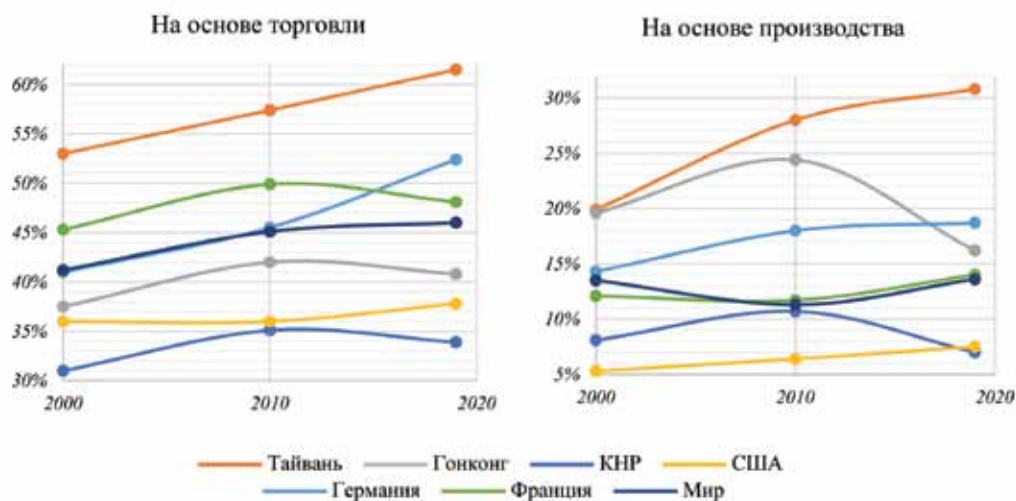 На основе торговли
На основе производства
60%
55%
50%
45%
40%
35%
30%
2000
2010
2020
30%
25%
20%
15%
10%
5%
2000
2010
2020
Тайвань
Гонконг
КНР
США
Германия
Франция
Мир